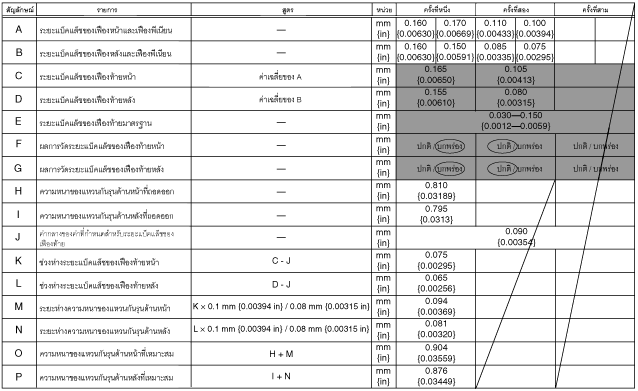 สัญลักษณ์ รายการ สูตร หน่วย ครั้งที่หนึ่ง ครั้งที่สอง ครั้งที่สาม
A ระยะแบ็คแล็ชของเฟืองหน้าและเฟืองพีเนียน — mm 0.160 0.170 0.110 0.100
{in} {0.00630} {0.00669} {0.00433} {0.00394}
B ระยะแบ็คแล็ชของเฟืองหลังและเฟืองพีเนียน — mm 0.160 0.150 0.085 0.075
{in} {0.00630} {0.00591} {0.00335} {0.00295}
C ระยะแบ็คแล็ชของเฟืองท้ายหน้า ค่าเฉลี่ยของ A mm 0.165 0.105
{in} {0.00650} {0.00413}
D ระยะแบ็คแล็ชของเฟืองท้ายหลัง ค่าเฉลี่ยของ B mm 0.155 0.080
{in} {0.00610} {0.00315}
E ระยะแบ็คแล็ชของเฟืองท้ายมาตรฐาน — mm 0.030—0.150
{in} {0.0012—0.0059}
F ผลการวัดระยะแบ็คแล็ชของเฟืองท้ายหน้า — mm {in} ปกติ / บกพร่อง ปกติ / บกพร่อง ปกติ / บกพร่อง
G ผลการวัดระยะแบ็คแล็ชของเฟืองท้ายหลัง — mm {in} ปกติ / บกพร่อง ปกติ / บกพร่อง ปกติ / บกพร่อง
H ความหนาของแหวนกันรุนด้านหน้าที่ถอดออก — mm 0.810
{in} {0.03189}
I ความหนาของแหวนกันรุนด้านหลังที่ถอดออก — mm 0.795
{in} {0.0313}
J ค่ากลางของค่าที่กำหนดสำหรับระยะแบ็คแล็ชของ — mm 0.090
เฟืองท้าย {in} {0.00354}
K ช่วงห่างระยะแบ็คแล็ชของเฟืองท้ายหน้า C - J mm 0.075
{in} {0.00295}
L ช่วงห่างระยะแบ็คแล็ชของเฟืองท้ายหลัง D - J mm 0.065
{in} {0.00256}
M ระยะห่างความหนาของแหวนกันรุนด้านหน้า K × 0.1 mm {0.00394 in} / 0.08 mm {0.00315 in} mm 0.094
{in} {0.00369}
N ระยะห่างความหนาของแหวนกันรุนด้านหลัง L × 0.1 mm {0.00394 in} / 0.08 mm {0.00315 in} mm 0.081
{in} {0.00320}
O ความหนาของแหวนกันรุนด้านหน้าที่เหมาะสม H + M mm 0.904
{in} {0.03559}
P ความหนาของแหวนกันรุนด้านหลังที่เหมาะสม I + N mm 0.876
{in} {0.03449}